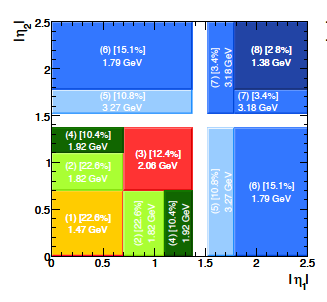 |η2|
2.5
2
1.5
1
0.5
0
(6) [15.1%]
1.79 GeV
(5) [10.8%]
3.27 GeV
(7) [3.4%]
3.18 GeV
(8) [2.8%]
1.38 GeV
(7) [3.4%]
3.18 GeV
(4) [10.4%]
1.92 GeV
(2) [22.6%]
1.82 GeV
(3) [12.4%]
2.06 GeV
(1) [22.6%]
1.47 GeV
(2) [22.6%]
1.82 GeV
(4) [10.4%]
1.92 GeV
(5) [10.8%]
3.27 GeV
(6) [15.1%]
1.79 GeV
0 0.5 1 1.5 2 2.5
|η1|